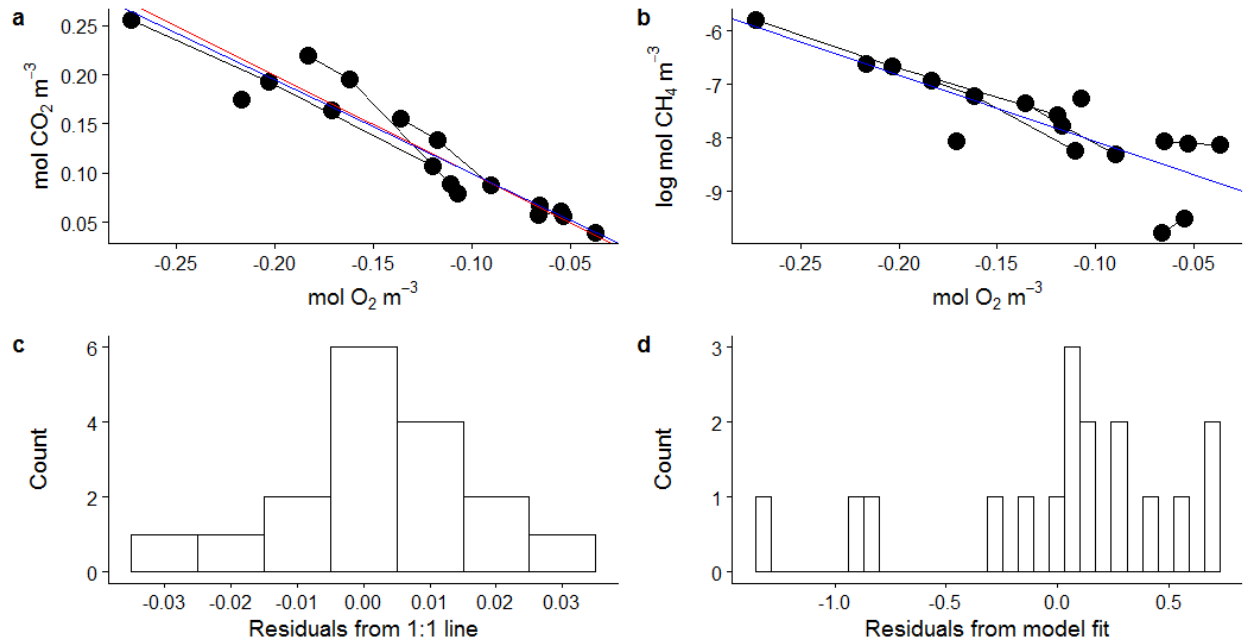 a
0.25
0.20
0.15
0.10
0.05
mol CO₂ m⁻³
-0.25 -0.20 -0.15 -0.10 -0.05
mol O₂ m⁻³
b
-6
-7
-8
-9
log mol CH₄ m⁻³
-0.25 -0.20 -0.15 -0.10 -0.05
mol O₂ m⁻³
c
6
4
2
0
Count
-0.03 -0.02 -0.01 0.00 0.01 0.02 0.03
Residuals from 1:1 line
d
3
2
1
0
Count
-1.0 -0.5 0.0 0.5
Residuals from model fit